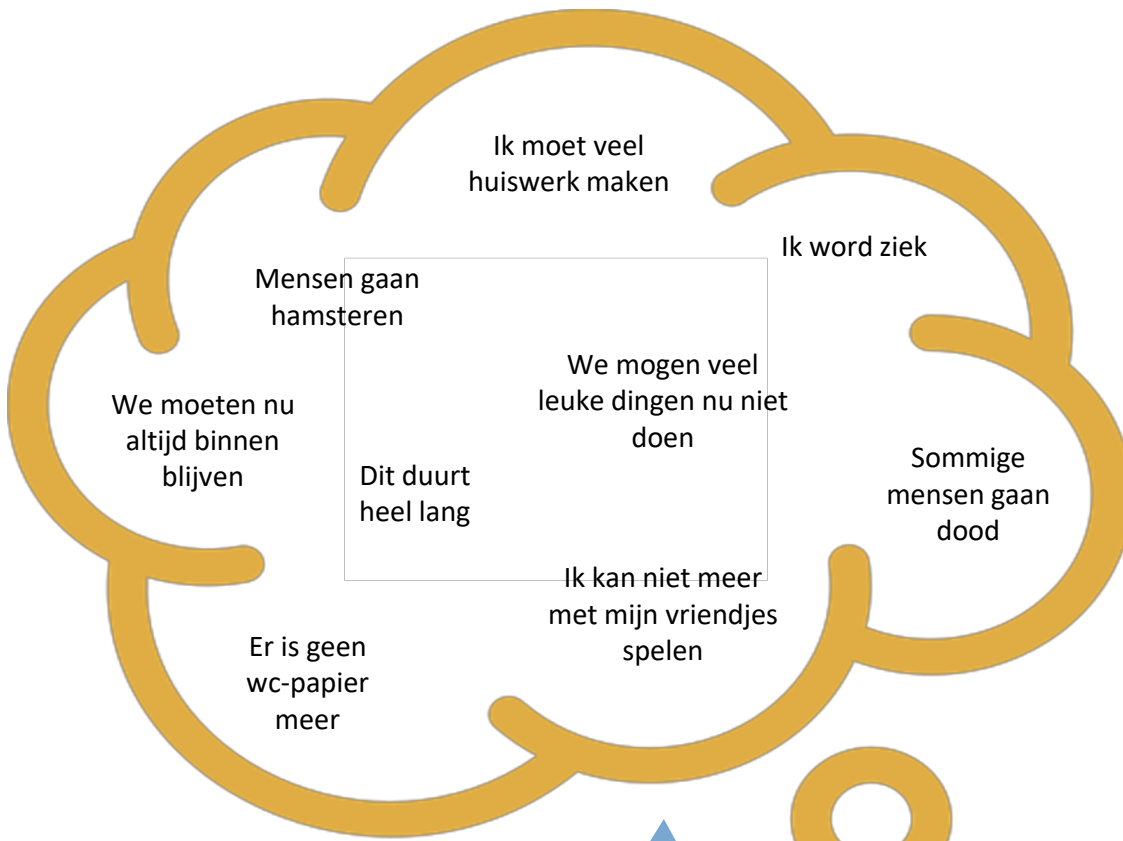 Ik moet veel
huiswerk maken
Ik word ziek
Mensen gaan
hamsteren
We mogen veel
leuke dingen nu niet
doen
We moeten nu
altijd binnen
blijven
Dit duurt
heel lang
Sommige
mensen gaan
dood
Ik kan niet meer
met mijn vriendjes
spelen
Er is geen
wc-papier
meer